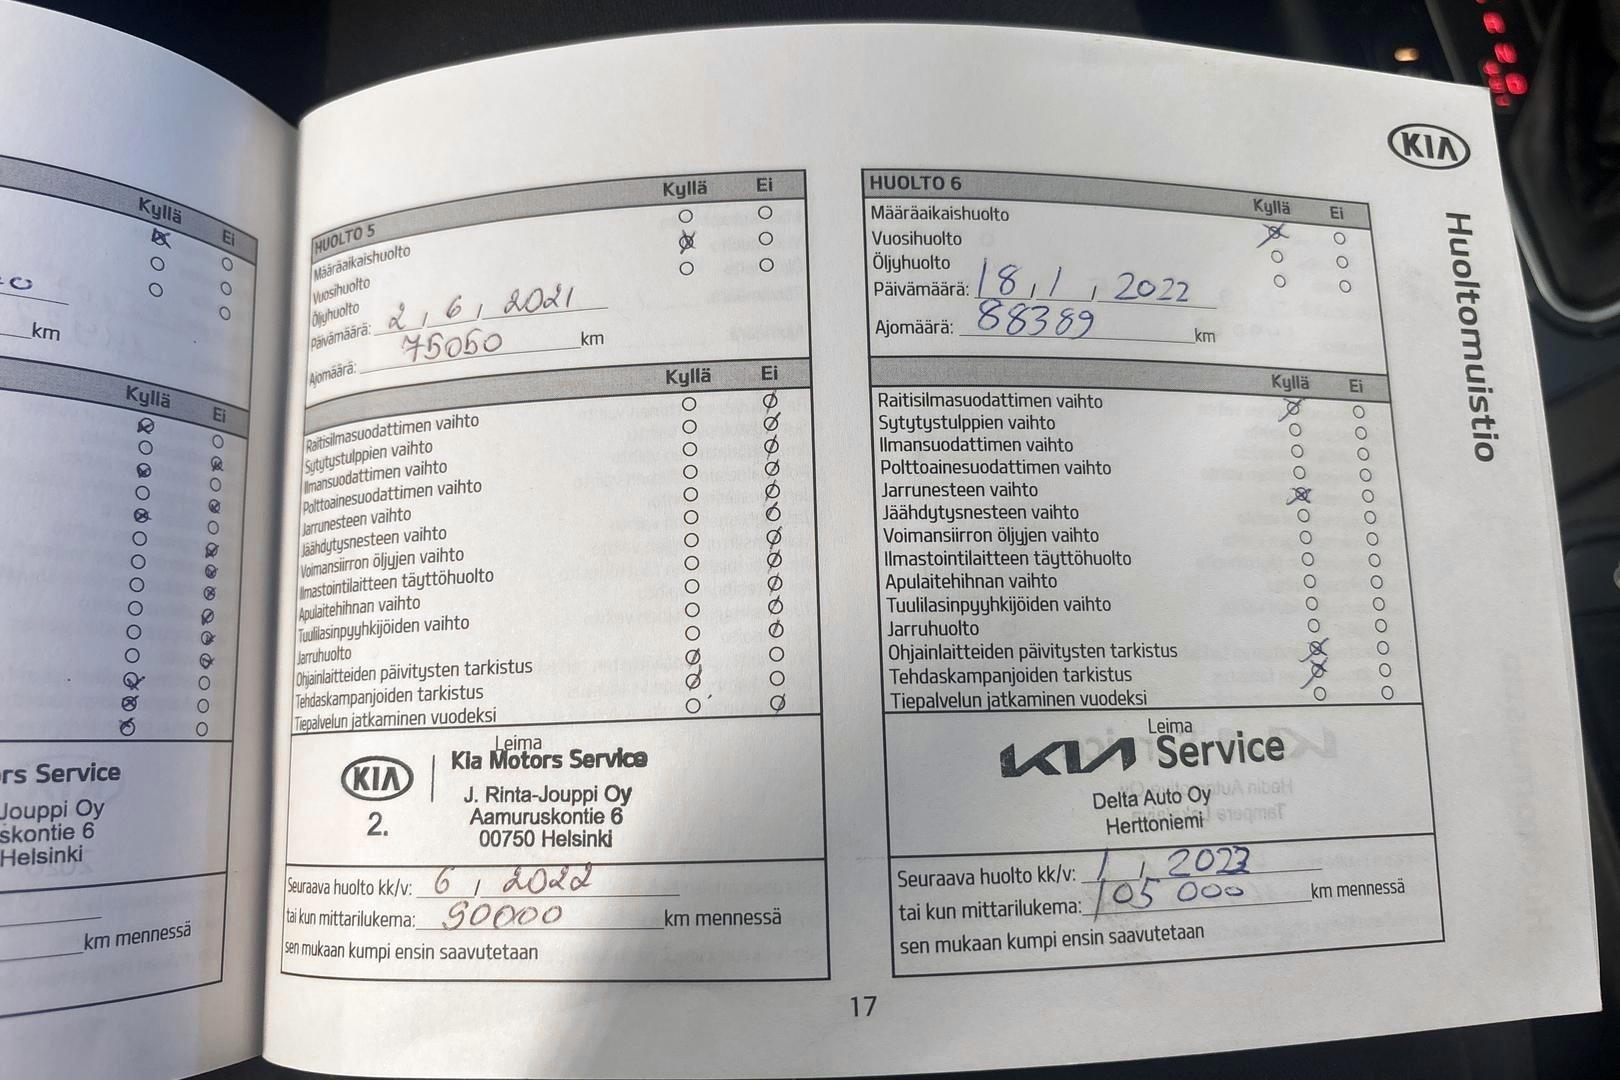 Kyllä Ei
km
Kyllä Ei
rs Service
Jouppi Oy
skontie 6
Helsinki
km mennessä
HUOLTO 5 Kyllä Ei
Määräaikaishuolto
Vuosihuolto
Öljyhuolto
Päivämäärä: 2, 6, 2021
Ajomäärä: 75050 km
Kyllä Ei
Raitisilmasuodattimen vaihto
Sytytystulppien vaihto
Ilmansuodattimen vaihto
Polttoainesuodattimen vaihto
Jarrunesteen vaihto
Jäähdytysnesteen vaihto
Voimansiirron öljyjen vaihto
Ilmastointilaitteen täyttöhuolto
Apulaitehihnan vaihto
Tuulilasinpyyhkijöiden vaihto
Jarruhuolto
Ohjainlaitteiden päivitysten tarkistus
Tehdaskampanjoiden tarkistus
Tiepalvelun jatkaminen vuodeksi
Leima
KIA Kia Motors Service
J. Rinta-Jouppi Oy
2. Aamuruskontie 6
00750 Helsinki
Seuraava huolto kk/v: 6, 2022
tai kun mittarilukema: 90000 km mennessä
sen mukaan kumpi ensin saavutetaan
KIA
Huoltomuistio
HUOLTO 6 Kyllä Ei
Määräaikaishuolto
Vuosihuolto
Öljyhuolto
Päivämäärä: 18, 1, 2022
Ajomäärä: 88389 km
Kyllä Ei
Raitisilmasuodattimen vaihto
Sytytystulppien vaihto
Ilmansuodattimen vaihto
Polttoainesuodattimen vaihto
Jarrunesteen vaihto
Jäähdytysnesteen vaihto
Voimansiirron öljyjen vaihto
Ilmastointilaitteen täyttöhuolto
Apulaitehihnan vaihto
Tuulilasinpyyhkijöiden vaihto
Jarruhuolto
Ohjainlaitteiden päivitysten tarkistus
Tehdaskampanjoiden tarkistus
Tiepalvelun jatkaminen vuodeksi
Leima
KIA Service
Delta Auto Oy
Herttoniemi
Seuraava huolto kk/v: 1, 2023
tai kun mittarilukema: 105 000 km mennessä
sen mukaan kumpi ensin saavutetaan
17